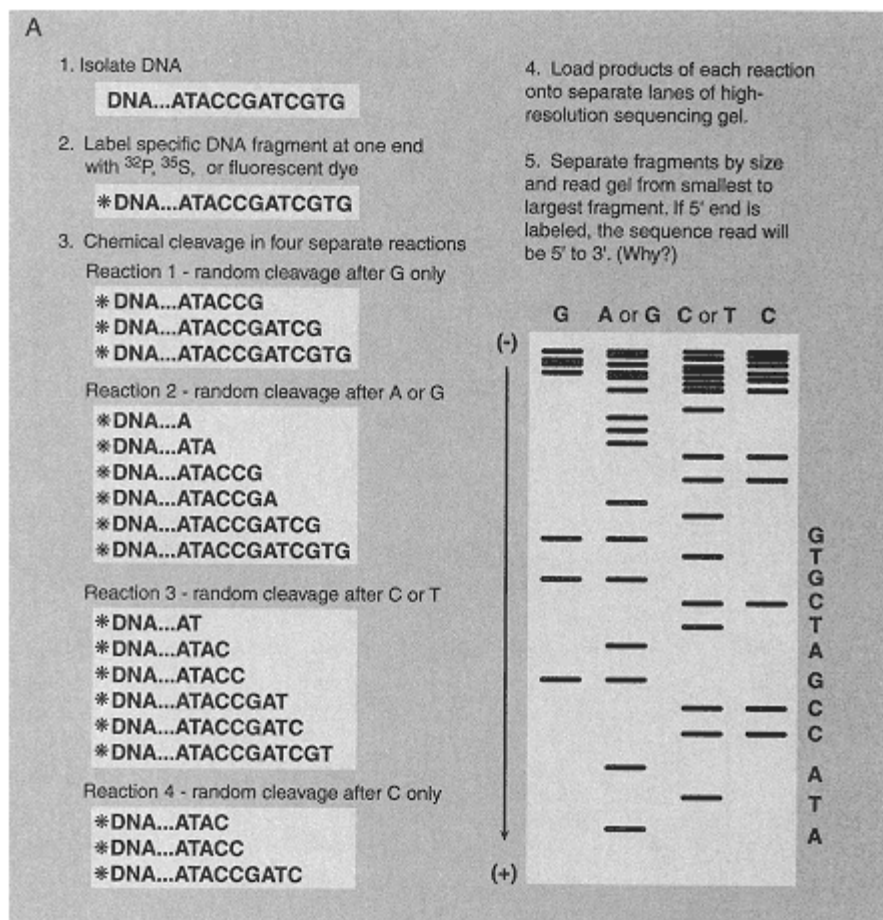 A
1. Isolate DNA
DNA...ATACCGATCGTG
2. Label specific DNA fragment at one end
with ³²P, ³⁵S, or fluorescent dye
*DNA...ATACCGATCGTG
3. Chemical cleavage in four separate reactions
Reaction 1 - random cleavage after G only
*DNA...ATACCG
*DNA...ATACCGATCG
*DNA...ATACCGATCGTG
Reaction 2 - random cleavage after A or G
*DNA...A
*DNA...ATA
*DNA...ATACCG
*DNA...ATACCGA
*DNA...ATACCGATCG
*DNA...ATACCGATCGTG
Reaction 3 - random cleavage after C or T
*DNA...AT
*DNA...ATAC
*DNA...ATACC
*DNA...ATACCGAT
*DNA...ATACCGATC
*DNA...ATACCGATCGT
Reaction 4 - random cleavage after C only
*DNA...ATAC
*DNA...ATACC
*DNA...ATACCGATC
4. Load products of each reaction
onto separate lanes of high-
resolution sequencing gel.
5. Separate fragments by size
and read gel from smallest to
largest fragment. If 5' end is
labeled, the sequence read will
be 5' to 3'. (Why?)
G A or G C or T C
(-)
G
T
G
C
T
A
G
C
C
A
T
A
(+)